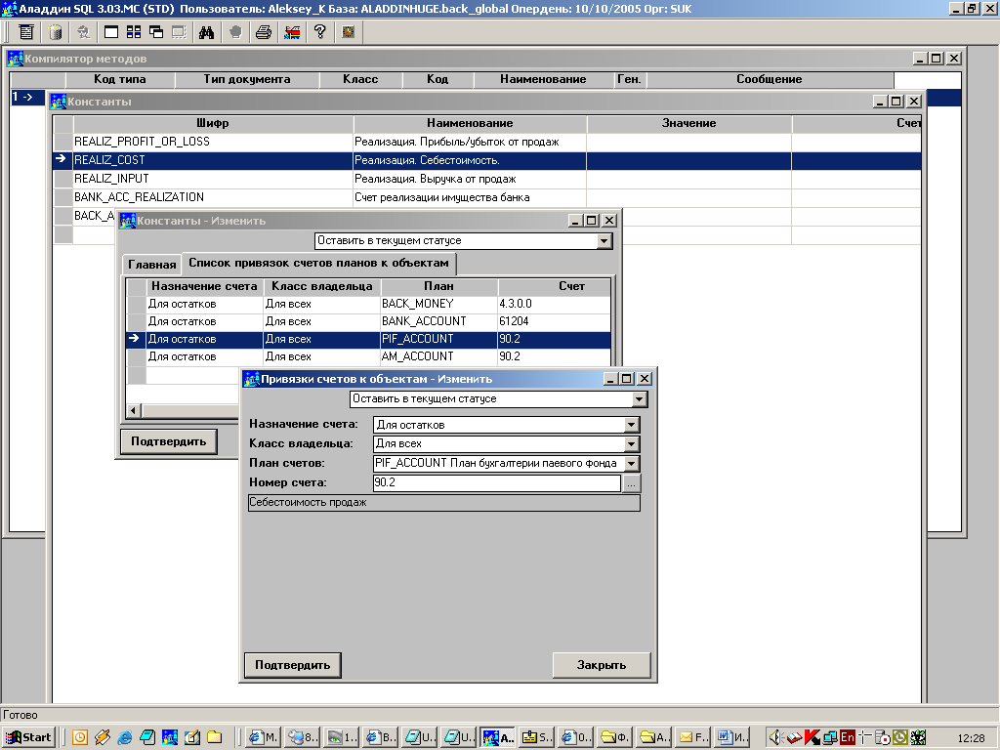 Аладдин SQL 3.03.MC (STD) Пользователь: Aleksey_K База: ALADDINHUGE.back_global Опердень: 10/10/2005 Орг: SUK
Компилятор методов
Код типа Тип документа Класс Код Наименование Ген. Сообщение
1 ->
Константы
Шифр Наименование Значение Счет
REALIZ_PROFIT_OR_LOSS Реализация. Прибыль/убыток от продаж
REALIZ_COST Реализация. Себестоимость.
REALIZ_INPUT Реализация. Выручка от продаж
BANK_ACC_REALIZATION Счет реализации имущества банка
BACK_A
Константы - Изменить
Оставить в текущем статусе
Главная Список привязок счетов планов к объектам
Назначение счета Класс владельца План Счет
Для остатков Для всех BACK_MONEY 4.3.0.0
Для остатков Для всех BANK_ACCOUNT 61204
Для остатков Для всех PIF_ACCOUNT 90.2
Для остатков Для всех AM_ACCOUNT 90.2
Подтвердить
Привязки счетов к объектам - Изменить
Оставить в текущем статусе
Назначение счета: Для остатков
Класс владельца: Для всех
План счетов: PIF_ACCOUNT План бухгалтерии паевого фонда
Номер счета: 90.2 ...
Себестоимость продаж
Подтвердить Закрыть
Готово
Start M.. 8.. 1.. B.. U.. U.. A.. S.. 0.. Ф.. A.. F.. И.. En 12:28